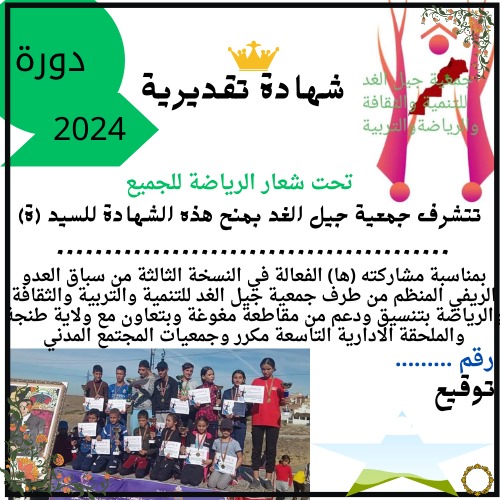 دورة
2024
شهادة تقديرية
جمعية جيل الغد
للتنمية والثقافة
والرياضة والتربية
تحت شعار الرياضة للجميع
تتشرف جمعية جيل الغد بمنح هذه الشهادة للسيد (ة)
.......................................
بمناسبة مشاركته (ها) الفعالة في النسخة الثالثة من سباق العدو
الريفي المنظم من طرف جمعية جيل الغد للتنمية والتربية والثقافة
والرياضة بتنسيق ودعم من مقاطعة مغوغة وبتعاون مع ولاية طنجة
والملحقة الادارية التاسعة مكرر وجمعيات المجتمع المدني
رقم .........
توقيع